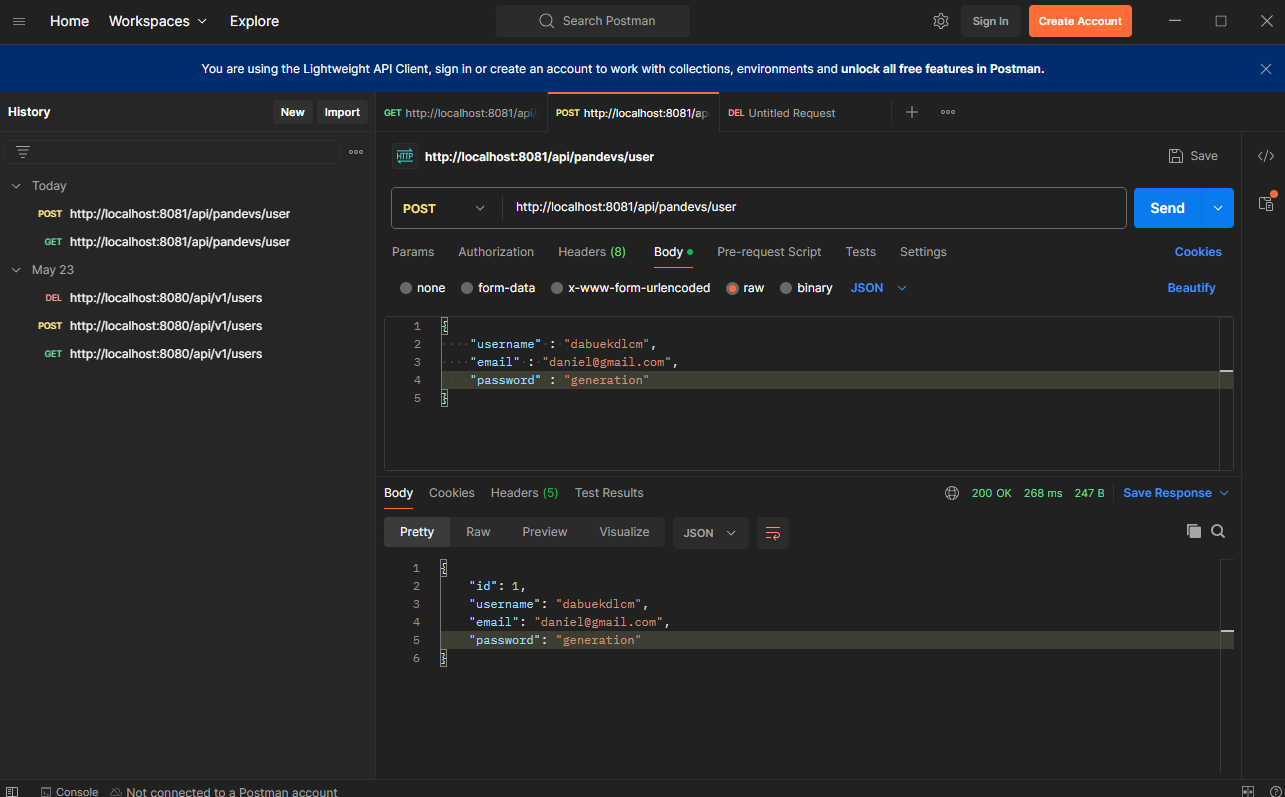 Home Workspaces Explore Search Postman Sign In Create Account
You are using the Lightweight API Client, sign in or create an account to work with collections, environments and unlock all free features in Postman.
History New Import
Today
POST http://localhost:8081/api/pandevs/user
GET http://localhost:8081/api/pandevs/user
May 23
DEL http://localhost:8080/api/v1/users
POST http://localhost:8080/api/v1/users
GET http://localhost:8080/api/v1/users
GET http://localhost:8081/api/ POST http://localhost:8081/ap DEL Untitled Request
HTTP http://localhost:8081/api/pandevs/user Save
POST http://localhost:8081/api/pandevs/user Send
Params Authorization Headers (8) Body Pre-request Script Tests Settings Cookies
none form-data x-www-form-urlencoded raw binary JSON Beautify
1 {
2 "username" : "dabuekdlcm",
3 "email" : "daniel@gmail.com",
4 "password" : "generation"
5 }
Body Cookies Headers (5) Test Results 200 OK 268 ms 247 B Save Response
Pretty Raw Preview Visualize JSON
1 {
2 "id": 1,
3 "username": "dabuekdlcm",
4 "email": "daniel@gmail.com",
5 "password": "generation"
6 }
Console Not connected to a Postman account